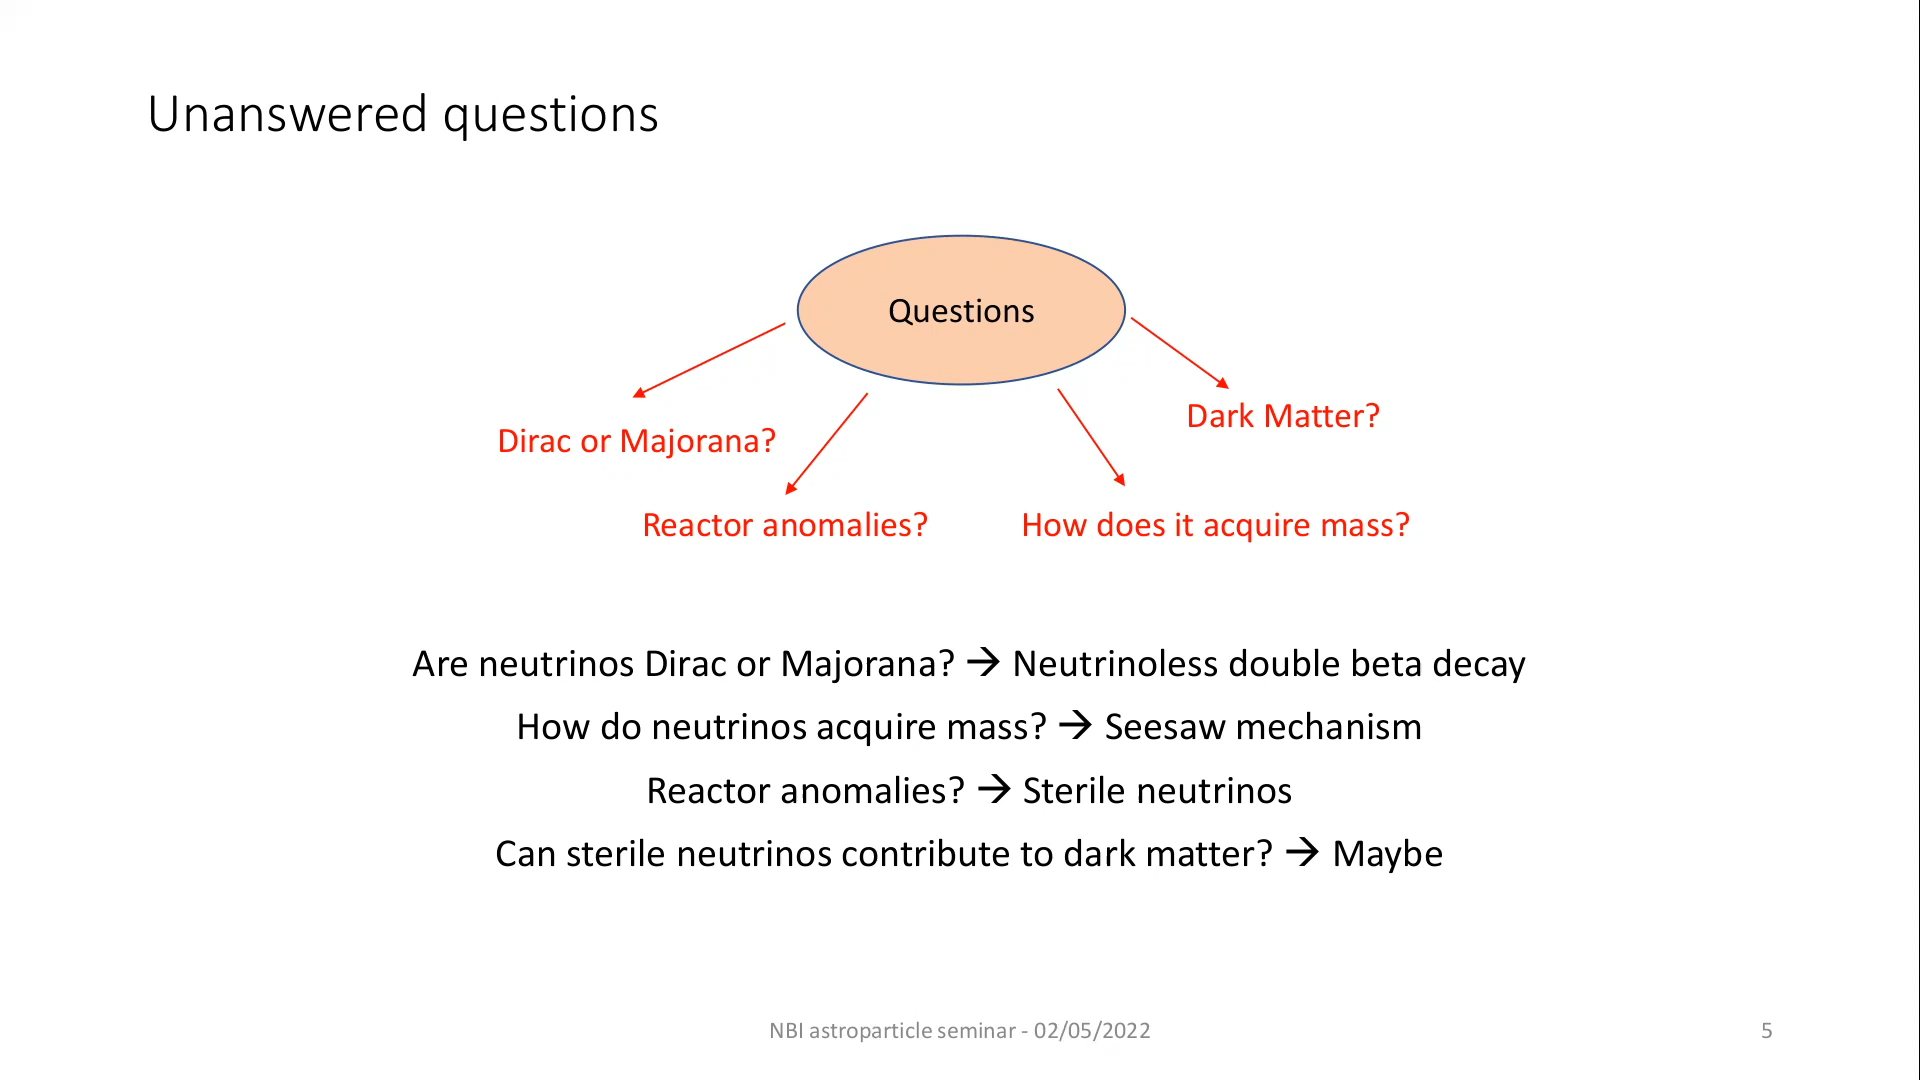 Unanswered questions
Questions
Dark Matter?
Dirac or Majorana?
Reactor anomalies?
How does it acquire mass?
Are neutrinos Dirac or Majorana? → Neutrinoless double beta decay
How do neutrinos acquire mass? → Seesaw mechanism
Reactor anomalies? → Sterile neutrinos
Can sterile neutrinos contribute to dark matter? → Maybe
NBI astroparticle seminar - 02/05/2022
5